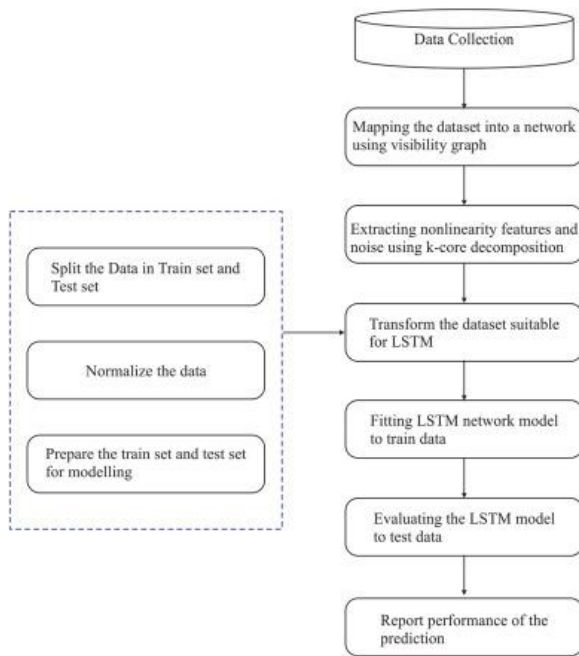 Data Collection
Mapping the dataset into a network
using visibility graph
Extracting nonlinearity features and
noise using k-core decomposition
Split the Data in Train set and
Test set
Normalize the data
Prepare the train set and test set
for modelling
Transform the dataset suitable
for LSTM
Fitting LSTM network model
to train data
Evaluating the LSTM model
to test data
Report performance of the
prediction